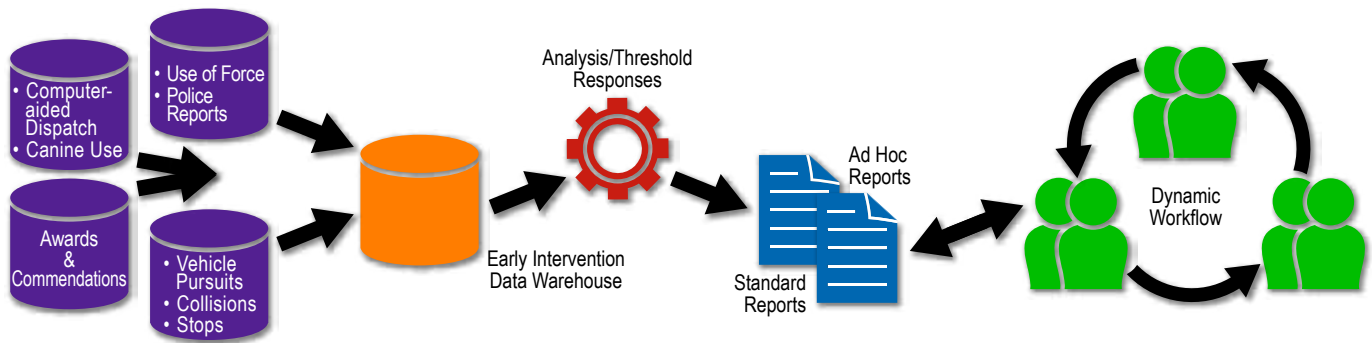 • Computer-
aided
Dispatch
• Canine Use
• Use of Force
• Police
Reports
Awards
&
Commendations
• Vehicle
Pursuits
• Collisions
• Stops
Early Intervention
Data Warehouse
Analysis/Threshold
Responses
Ad Hoc
Reports
Standard
Reports
Dynamic
Workflow